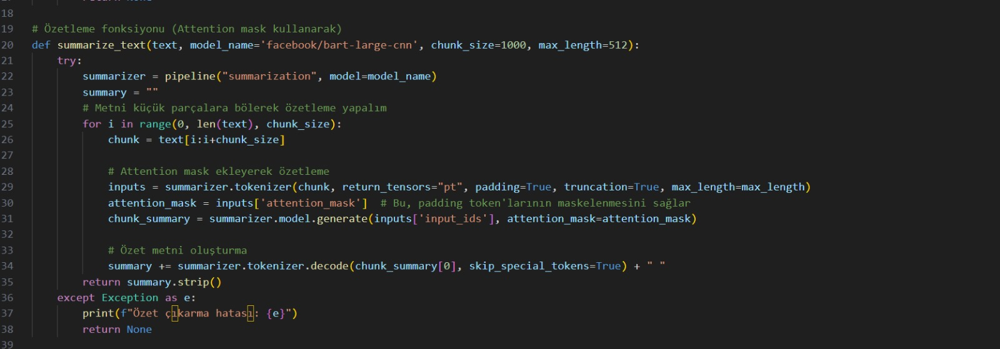 18
19 # Özetleme fonksiyonu (Attention mask kullanarak)
20 def summarize_text(text, model_name='facebook/bart-large-cnn', chunk_size=1000, max_length=512):
21     try:
22         summarizer = pipeline("summarization", model=model_name)
23         summary = ""
24         # Metni küçük parçalara bölerek özetleme yapalım
25         for i in range(0, len(text), chunk_size):
26             chunk = text[i:i+chunk_size]
27
28             # Attention mask ekleyerek özetleme
29             inputs = summarizer.tokenizer(chunk, return_tensors="pt", padding=True, truncation=True, max_length=max_length)
30             attention_mask = inputs['attention_mask']  # Bu, padding token'larının maskelenmesini sağlar
31             chunk_summary = summarizer.model.generate(inputs['input_ids'], attention_mask=attention_mask)
32
33             # Özet metni oluşturma
34             summary += summarizer.tokenizer.decode(chunk_summary[0], skip_special_tokens=True) + " "
35         return summary.strip()
36     except Exception as e:
37         print(f"Özet çıkarma hatası: {e}")
38         return None
39